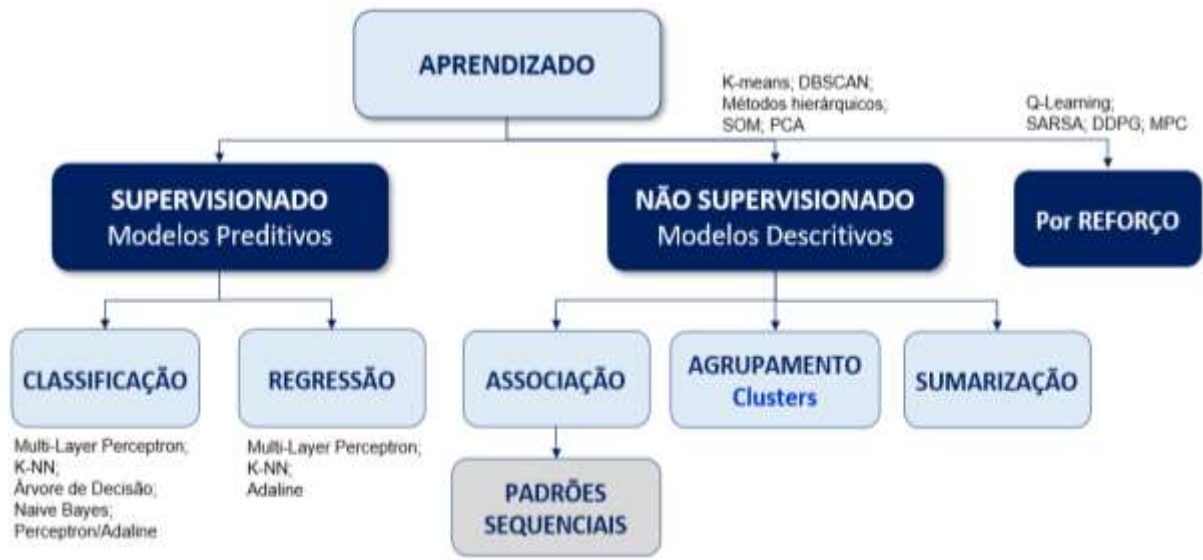 APRENDIZADO
K-means; DBSCAN;
Métodos hierárquicos;
SOM; PCA
Q-Learning;
SARSA; DDPG; MPC
SUPERVISIONADO
Modelos Preditivos
NÃO SUPERVISIONADO
Modelos Descritivos
Por REFORÇO
CLASSIFICAÇÃO
REGRESSÃO
ASSOCIAÇÃO
AGRUPAMENTO
Clusters
SUMARIZAÇÃO
Multi-Layer Perceptron;
K-NN;
Árvore de Decisão;
Naive Bayes;
Perceptron/Adaline
Multi-Layer Perceptron;
K-NN;
Adaline
PADRÕES
SEQUENCIAIS